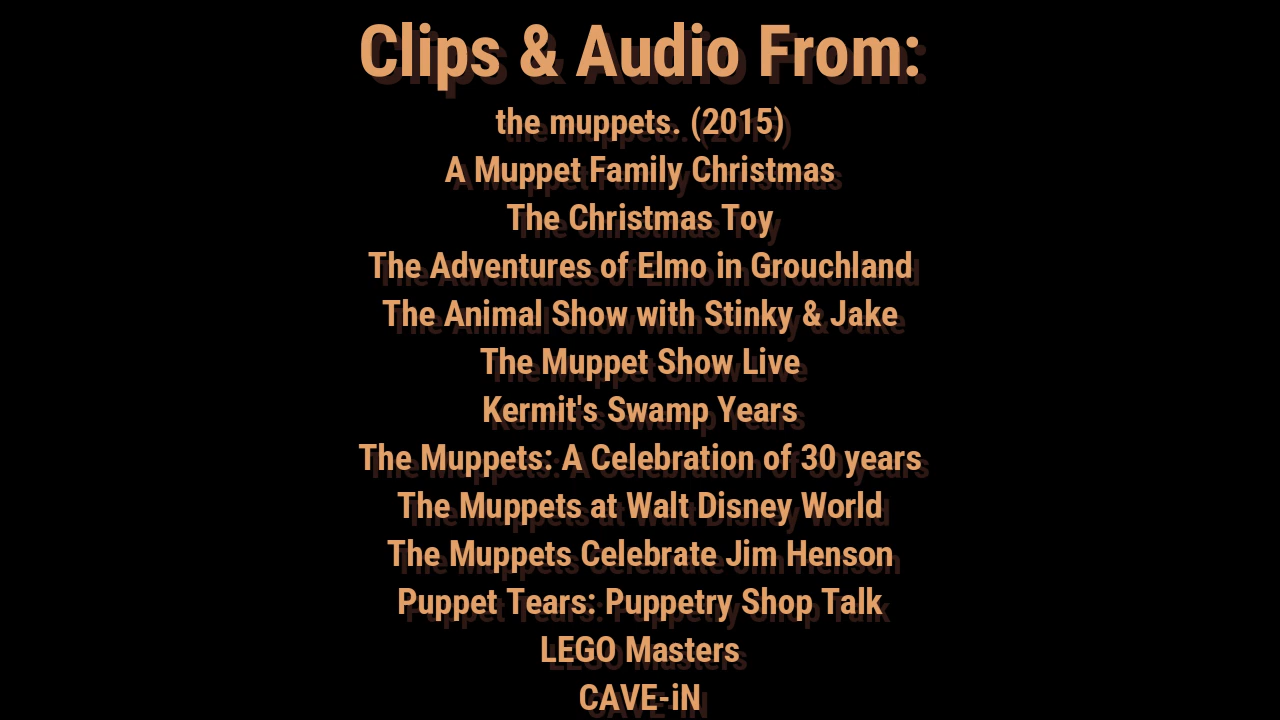 Clips & Audio From:
the muppets. (2015)
A Muppet Family Christmas
The Christmas Toy
The Adventures of Elmo in Grouchland
The Animal Show with Stinky & Jake
The Muppet Show Live
Kermit's Swamp Years
The Muppets: A Celebration of 30 years
The Muppets at Walt Disney World
The Muppets Celebrate Jim Henson
Puppet Tears: Puppetry Shop Talk
LEGO Masters
CAVE-iN